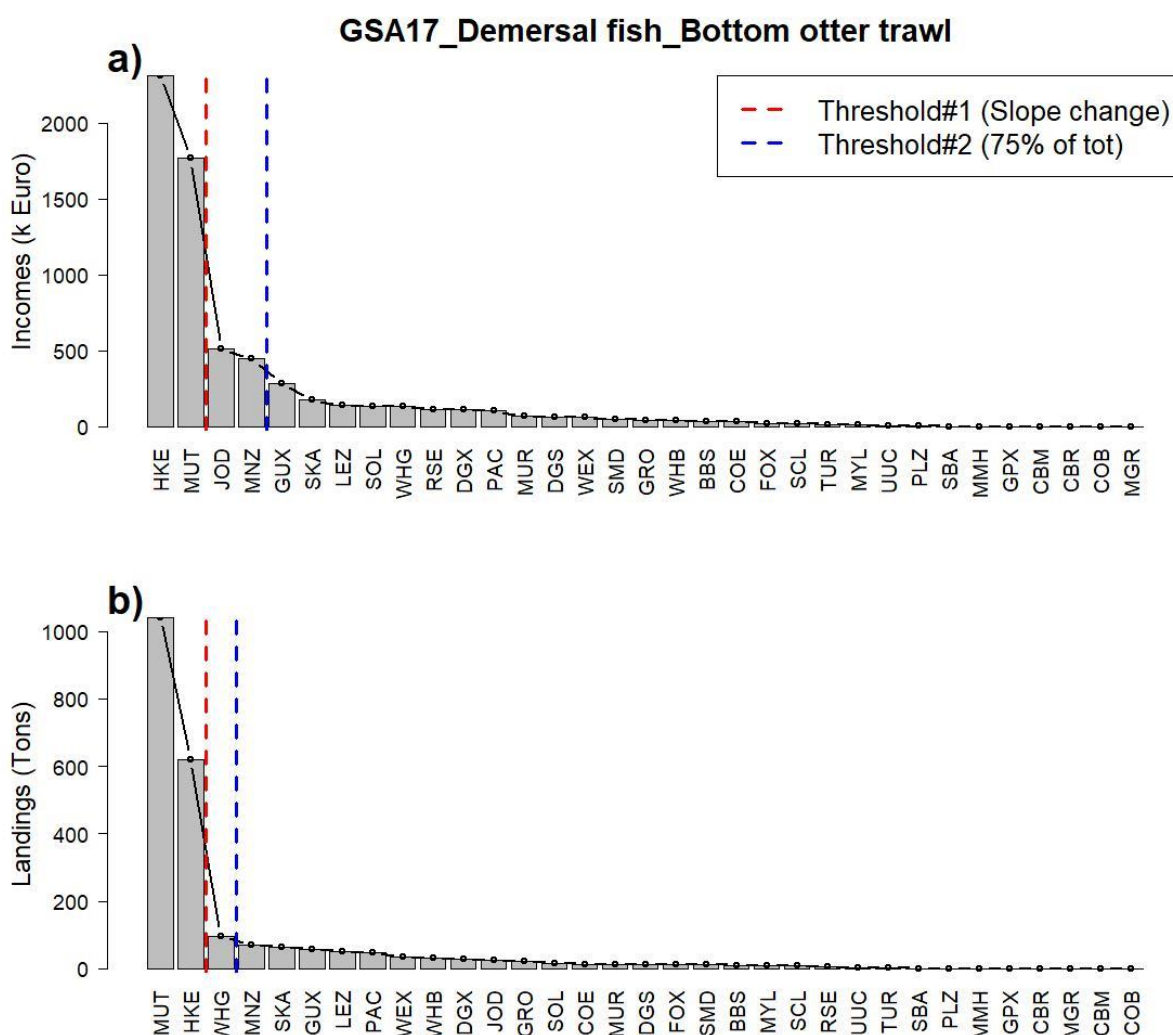 GSA17_Demersal fish_Bottom otter trawl
a)
Threshold#1 (Slope change)
Threshold#2 (75% of tot)
Incomes (k Euro)
2000
1500
1000
500
0
HKE MUT JOD MNZ GUX SKA LEZ SOL WHG RSE DGX PAC MUR DGS WEX SMD GRO WHB BBS COE FOX SCL TUR MYL UUC PLZ SBA MMH GPX CBM CBR COB MGR
b)
Landings (Tons)
1000
800
600
400
200
0
MUT HKE WHG MNZ SKA GUX LEZ PAC WEX WHB DGX JOD GRO SOL COE MUR DGS FOX SMD BBS MYL SCL RSE UUC TUR SBA PLZ MMH GPX CBR MGR CBM COB